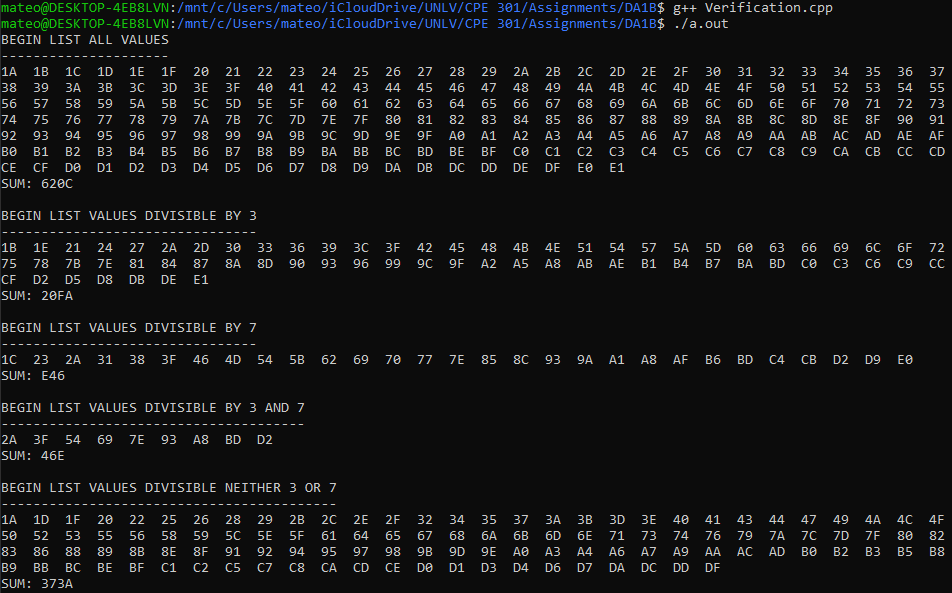 mateo@DESKTOP-4EB8LVN:/mnt/c/Users/mateo/iCloudDrive/UNLV/CPE 301/Assignments/DA1B$ g++ Verification.cpp
mateo@DESKTOP-4EB8LVN:/mnt/c/Users/mateo/iCloudDrive/UNLV/CPE 301/Assignments/DA1B$ ./a.out
BEGIN LIST ALL VALUES
---------------------
1A 1B 1C 1D 1E 1F 20 21 22 23 24 25 26 27 28 29 2A 2B 2C 2D 2E 2F 30 31 32 33 34 35 36 37
38 39 3A 3B 3C 3D 3E 3F 40 41 42 43 44 45 46 47 48 49 4A 4B 4C 4D 4E 4F 50 51 52 53 54 55
56 57 58 59 5A 5B 5C 5D 5E 5F 60 61 62 63 64 65 66 67 68 69 6A 6B 6C 6D 6E 6F 70 71 72 73
74 75 76 77 78 79 7A 7B 7C 7D 7E 7F 80 81 82 83 84 85 86 87 88 89 8A 8B 8C 8D 8E 8F 90 91
92 93 94 95 96 97 98 99 9A 9B 9C 9D 9E 9F A0 A1 A2 A3 A4 A5 A6 A7 A8 A9 AA AB AC AD AE AF
B0 B1 B2 B3 B4 B5 B6 B7 B8 B9 BA BB BC BD BE BF C0 C1 C2 C3 C4 C5 C6 C7 C8 C9 CA CB CC CD
CE CF D0 D1 D2 D3 D4 D5 D6 D7 D8 D9 DA DB DC DD DE DF E0 E1
SUM: 620C
BEGIN LIST VALUES DIVISIBLE BY 3
--------------------------------
1B 1E 21 24 27 2A 2D 30 33 36 39 3C 3F 42 45 48 4B 4E 51 54 57 5A 5D 60 63 66 69 6C 6F 72
75 78 7B 7E 81 84 87 8A 8D 90 93 96 99 9C 9F A2 A5 A8 AB AE B1 B4 B7 BA BD C0 C3 C6 C9 CC
CF D2 D5 D8 DB DE E1
SUM: 20FA
BEGIN LIST VALUES DIVISIBLE BY 7
--------------------------------
1C 23 2A 31 38 3F 46 4D 54 5B 62 69 70 77 7E 85 8C 93 9A A1 A8 AF B6 BD C4 CB D2 D9 E0
SUM: E46
BEGIN LIST VALUES DIVISIBLE BY 3 AND 7
--------------------------------------
2A 3F 54 69 7E 93 A8 BD D2
SUM: 46E
BEGIN LIST VALUES DIVISIBLE NEITHER 3 OR 7
------------------------------------------
1A 1D 1F 20 22 25 26 28 29 2B 2C 2E 2F 32 34 35 37 3A 3B 3D 3E 40 41 43 44 47 49 4A 4C 4F
50 52 53 55 56 58 59 5C 5E 5F 61 64 65 67 68 6A 6B 6D 6E 71 73 74 76 79 7A 7C 7D 7F 80 82
83 86 88 89 8B 8E 8F 91 92 94 95 97 98 9B 9D 9E A0 A3 A4 A6 A7 A9 AA AC AD B0 B2 B3 B5 B8
B9 BB BC BE BF C1 C2 C5 C7 C8 CA CD CE D0 D1 D3 D4 D6 D7 DA DC DD DF
SUM: 373A